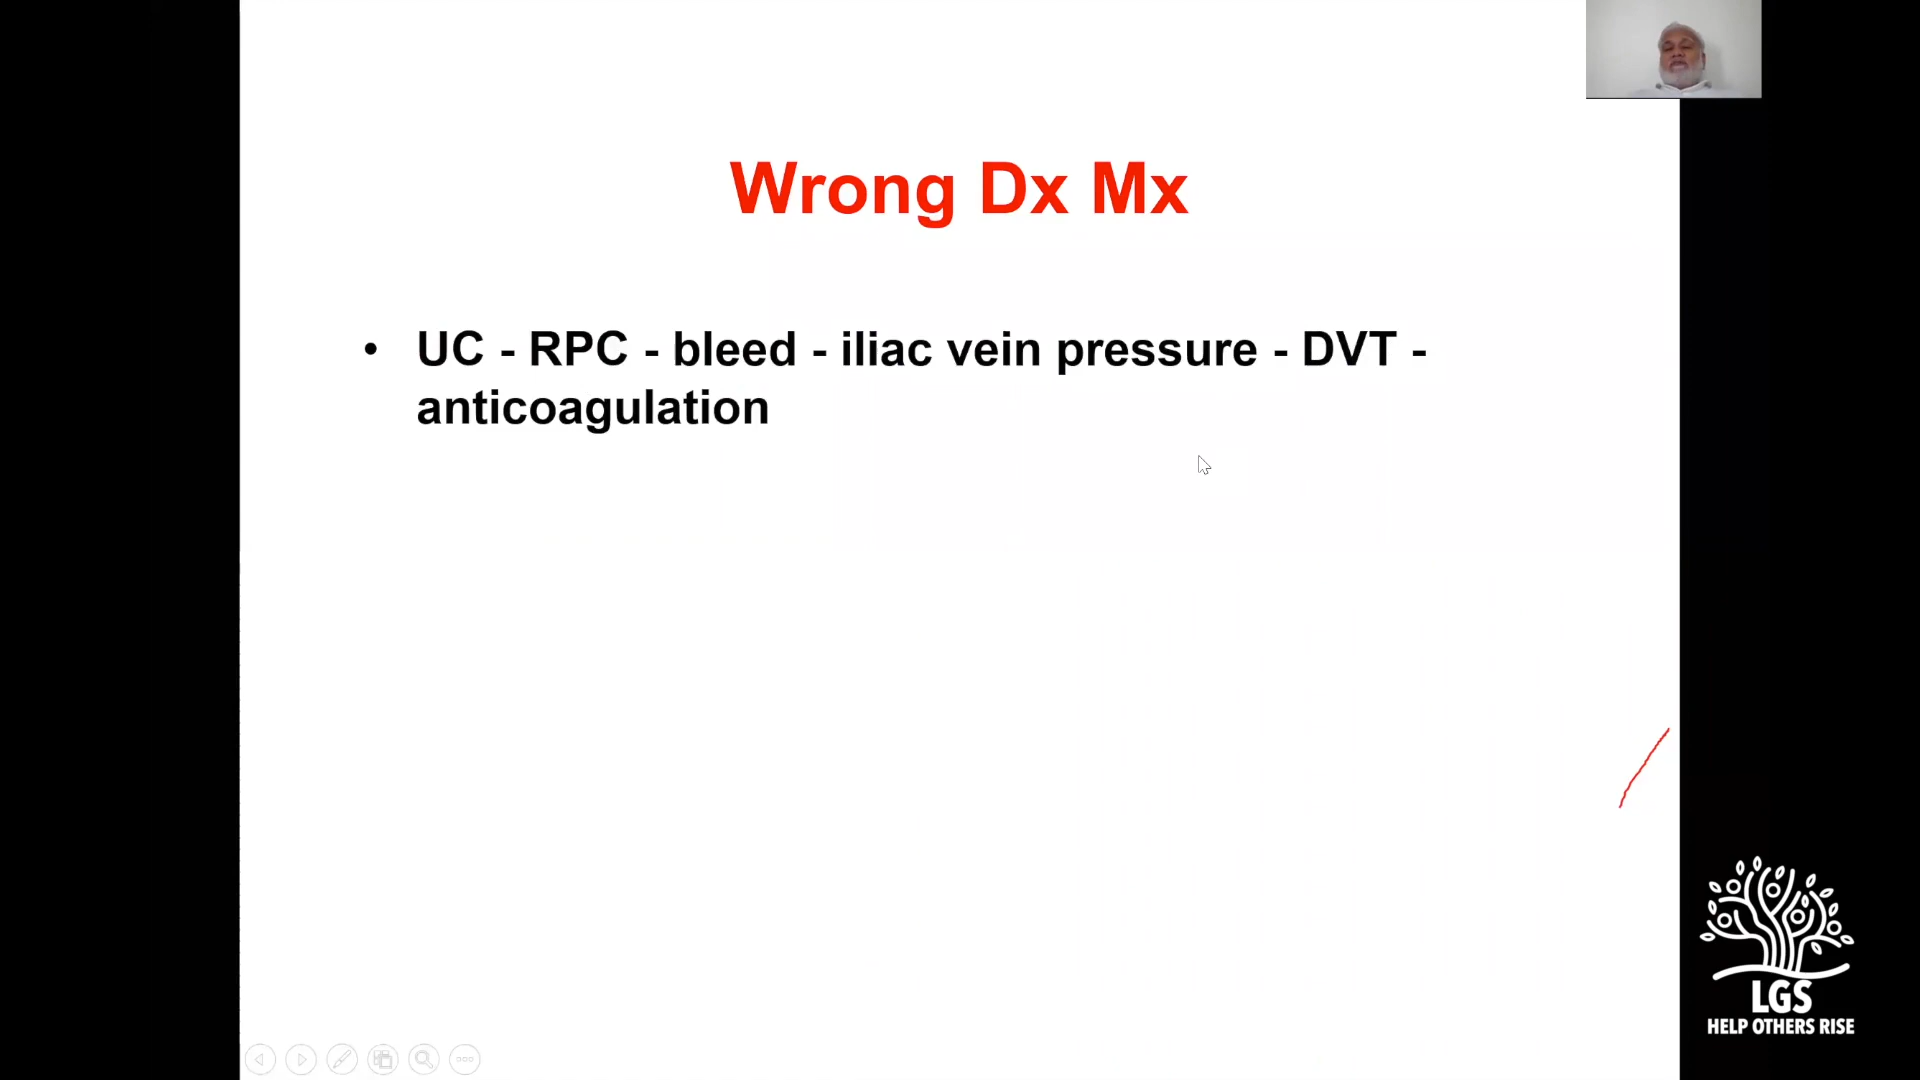 Wrong Dx Mx
• UC - RPC - bleed - iliac vein pressure - DVT -
anticoagulation
LGS
HELP OTHERS RISE